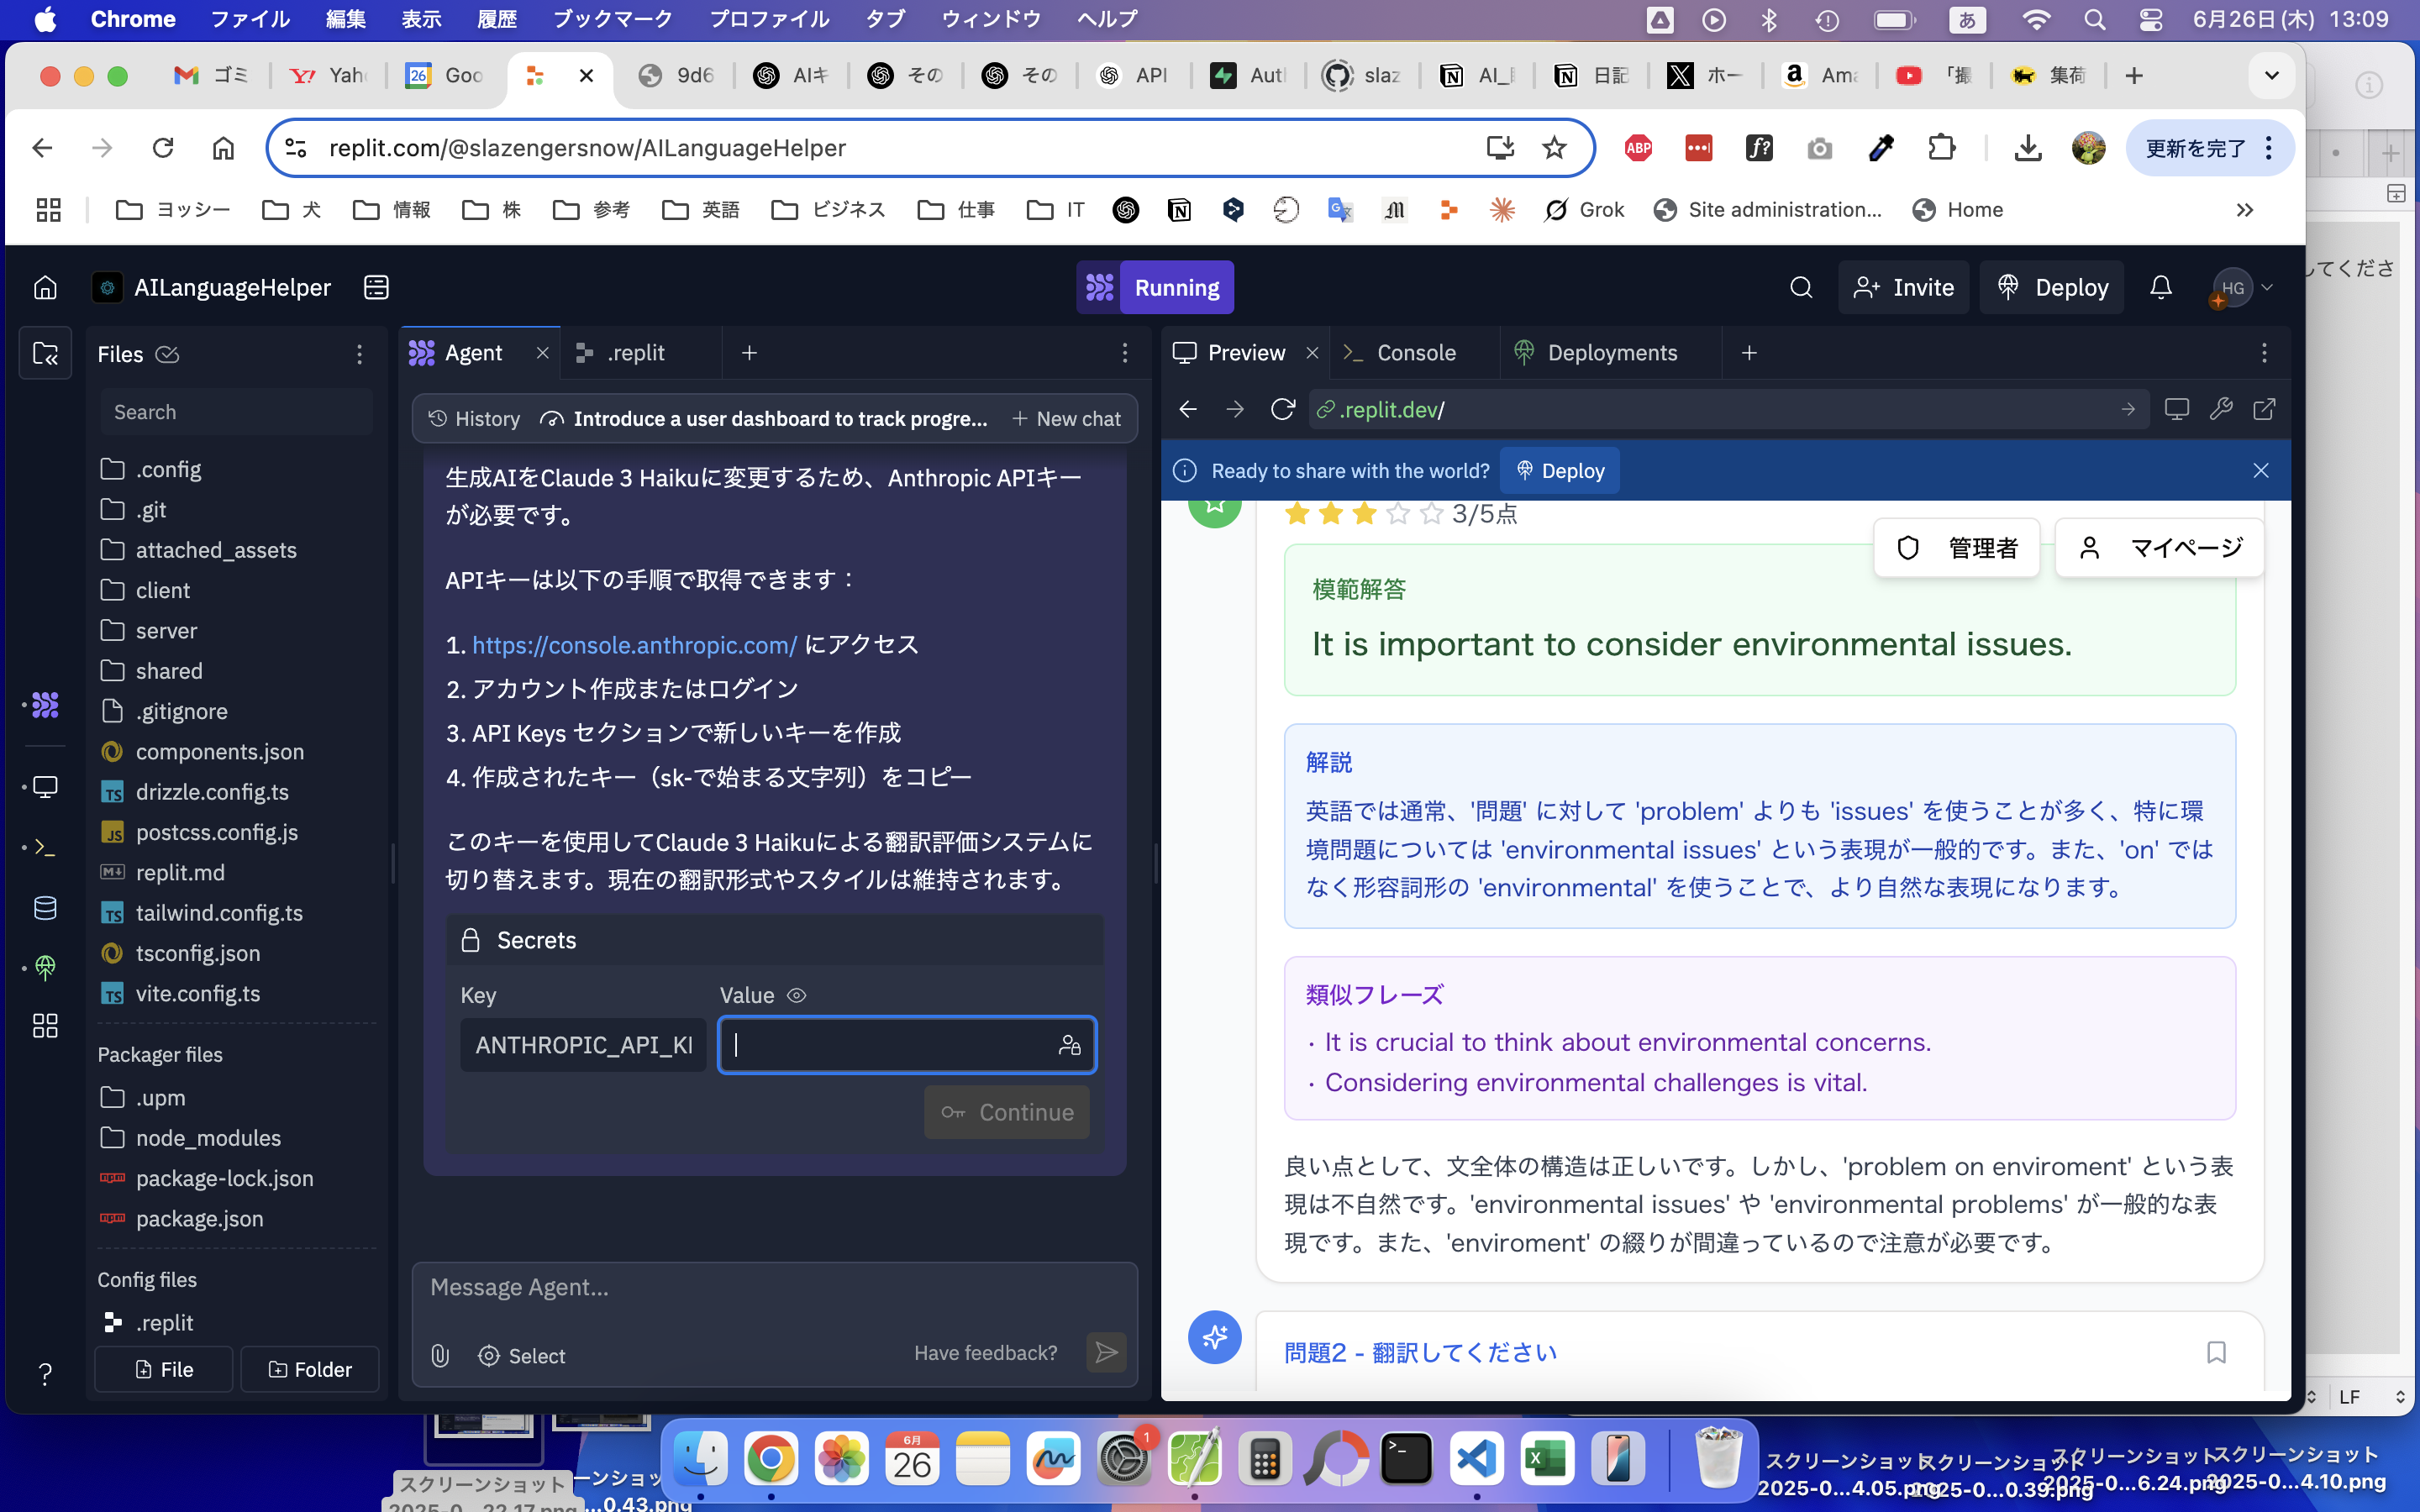 Chrome ファイル 編集 表示 履歴 ブックマーク プロファイル タブ ウィンドウ ヘルプ あ 6月26日(木) 13:09
ゴミ Yah 26 Goo 9d6 AIキ その その API Aut slaz AI_ 日記 ホー Ama 「撮 集荷
replit.com/@slazengersnow/AILanguageHelper ABP f? 更新を完了
ヨッシー 犬 情報 株 参考 英語 ビジネス 仕事 IT Grok Site administration... Home
AILanguageHelper Running Invite Deploy HG
してくださ
Files
Search
.config
.git
attached_assets
client
server
shared
.gitignore
components.json
drizzle.config.ts
postcss.config.js
replit.md
tailwind.config.ts
tsconfig.json
vite.config.ts
Packager files
.upm
node_modules
package-lock.json
package.json
Config files
.replit
File Folder
Agent .replit
History Introduce a user dashboard to track progre... New chat
生成AIをClaude 3 Haikuに変更するため、Anthropic APIキー
が必要です。
APIキーは以下の手順で取得できます：
1. https://console.anthropic.com/ にアクセス
2. アカウント作成またはログイン
3. API Keys セクションで新しいキーを作成
4. 作成されたキー（sk-で始まる文字列）をコピー
このキーを使用してClaude 3 Haikuによる翻訳評価システムに
切り替えます。現在の翻訳形式やスタイルは維持されます。
Secrets
Key Value
ANTHROPIC_API_KE
Continue
Message Agent...
Select Have feedback?
Preview Console Deployments
.replit.dev/
Ready to share with the world? Deploy
3/5点
管理者 マイページ
模範解答
It is important to consider environmental issues.
解説
英語では通常、'問題' に対して 'problem' よりも 'issues' を使うことが多く、特に環
境問題については 'environmental issues' という表現が一般的です。また、'on' では
なく形容詞形の 'environmental' を使うことで、より自然な表現になります。
類似フレーズ
・It is crucial to think about environmental concerns.
・Considering environmental challenges is vital.
良い点として、文全体の構造は正しいです。しかし、'problem on enviroment' という表
現は不自然です。'environmental issues' や 'environmental problems' が一般的な表
現です。また、'enviroment' の綴りが間違っているので注意が必要です。
問題2 - 翻訳してください
LF
6月
26
1
スクリーンショット
2025-0...22.17.png
ーンショッ
...0.43.png
スクリーンショット
2025-0...4.05.png
スクリーンショット
2025-0...0.39.png
スクリーンショット
2025-0...6.24.png
スクリーンショット
2025-0...4.10.png